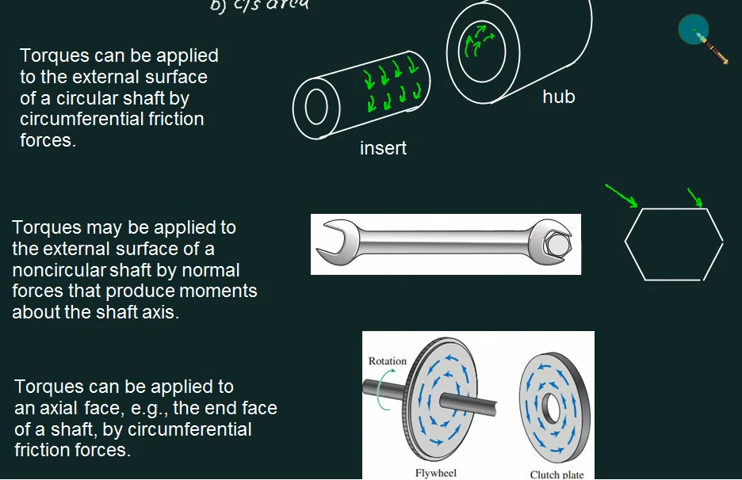 b) c/s area
Torques can be applied
to the external surface
of a circular shaft by
circumferential friction
forces.
insert
hub
Torques may be applied to
the external surface of a
noncircular shaft by normal
forces that produce moments
about the shaft axis.
Torques can be applied to
an axial face, e.g., the end face
of a shaft, by circumferential
friction forces.
Rotation
Flywheel
Clutch plate